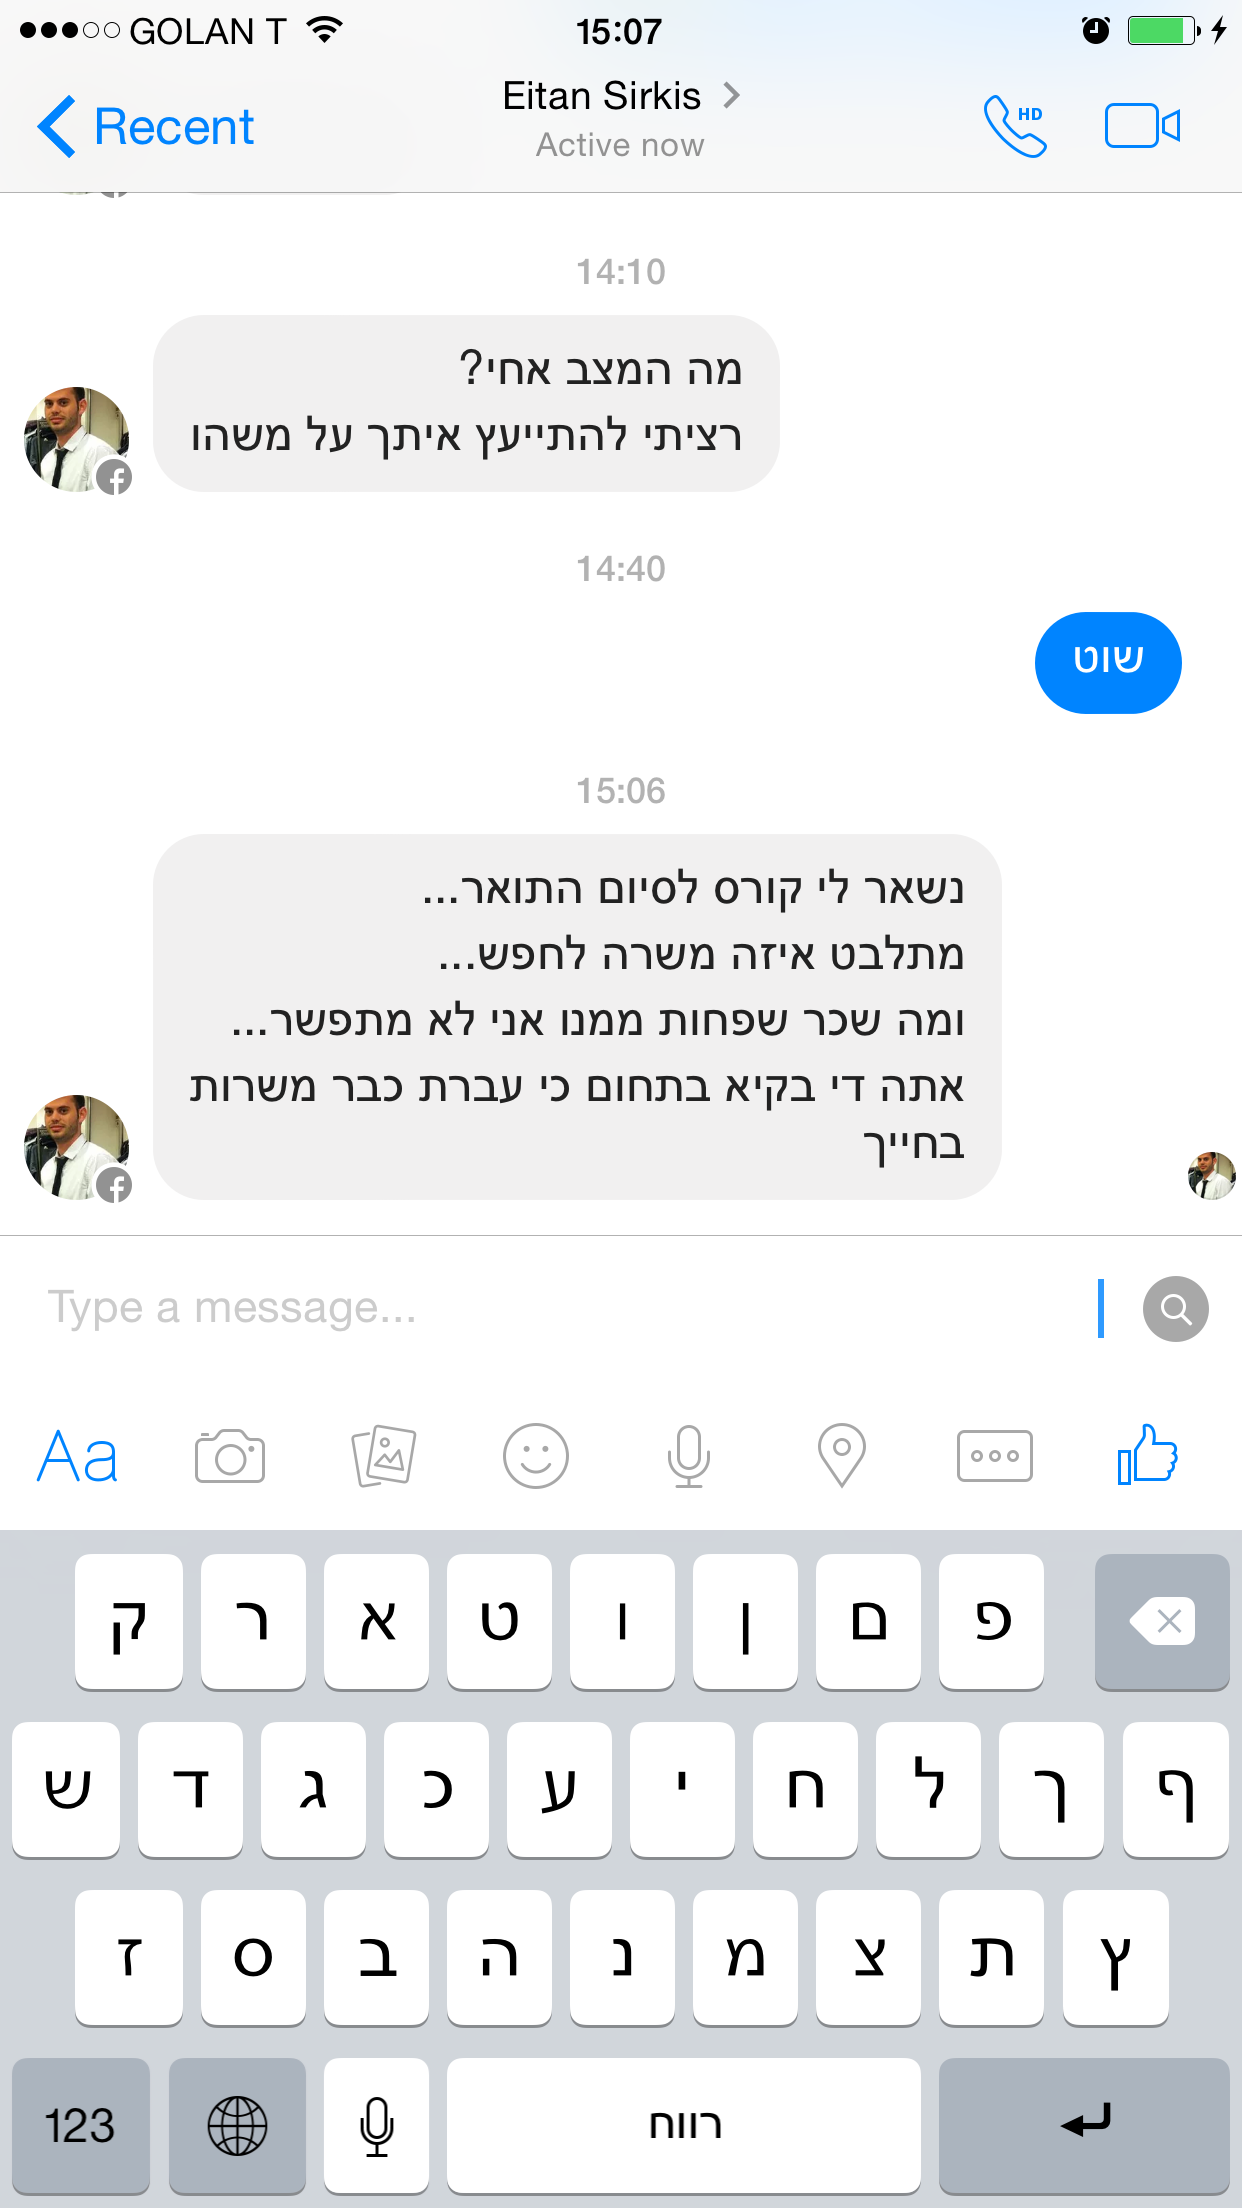 GOLAN T
15:07
Recent
Eitan Sirkis
Active now
HD
14:10
מה המצב אחי?
רציתי להתייעץ איתך על משהו
14:40
שוט
15:06
נשאר לי קורס לסיום התואר...
מתלבט איזה משרה לחפש...
ומה שכר שפחות ממנו אני לא מתפשר...
אתה די בקיא בתחום כי עברת כבר משרות
בחייך
Type a message...
Aa
ק ר א ט ו ן ם פ
ש ד ג כ ע י ח ל ך ף
ז ס ב ה נ מ צ ת ץ
123 רווח